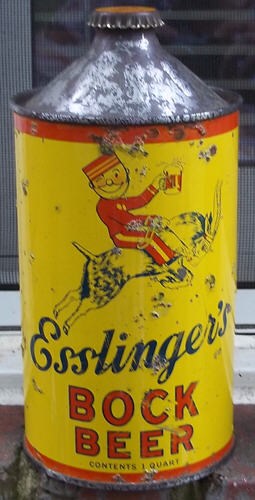 Esslinger's
BOCK
BEER
CONTENTS 1 QUART